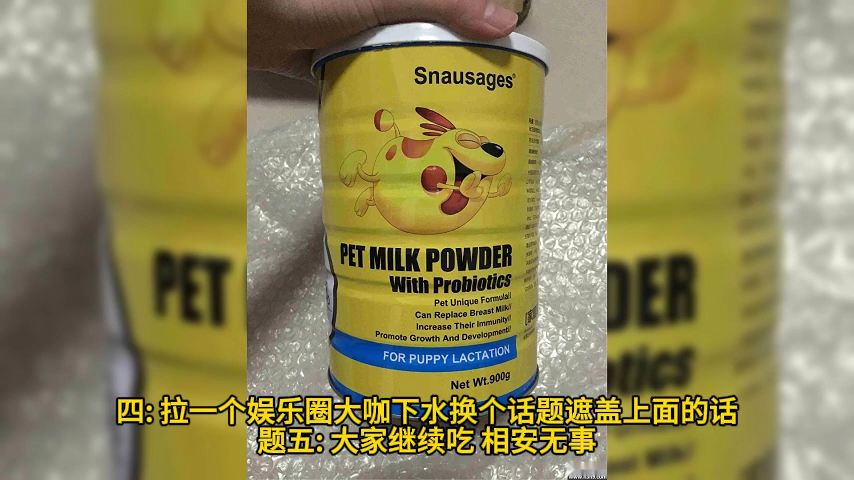 Snausages®
PET MILK POWDER
With Probiotics
Pet Unique Formula//
Can Replace Breast Milk//
Increase Their Immunity//
Promote Growth And Development//
FOR PUPPY LACTATION
Net Wt.900g
PET
DER
biotics
四:拉一个娱乐圈大咖下水换个话题遮盖上面的话
题五:大家继续吃 相安无事